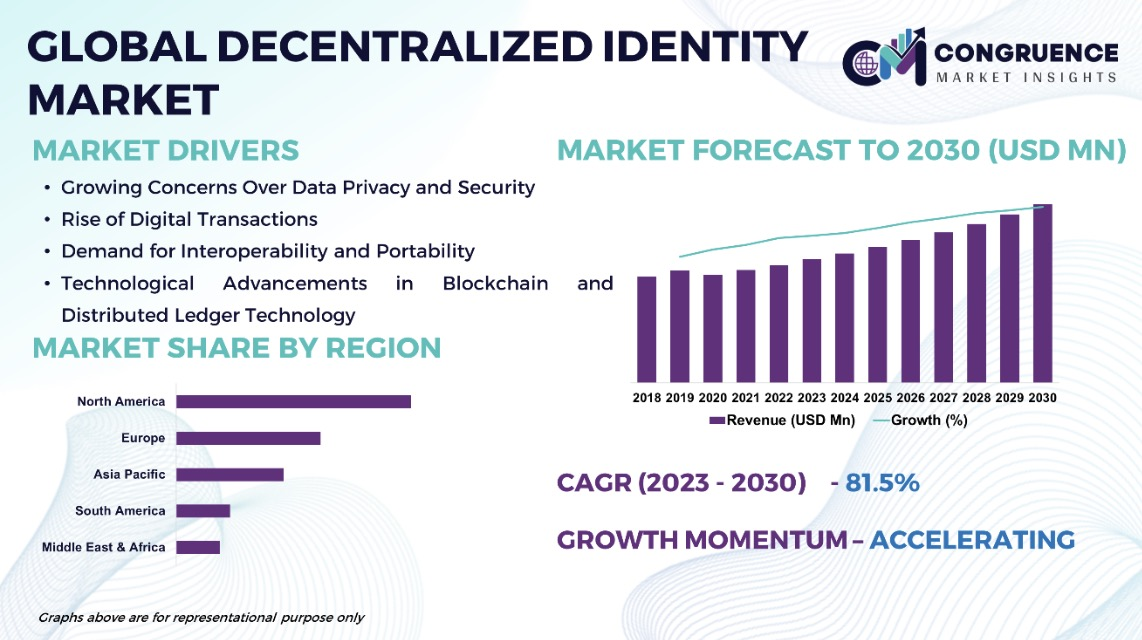 GLOBAL DECENTRALIZED IDENTITY
MARKET
CONGRUENCE
MARKET INSIGHTS
MARKET DRIVERS
• Growing Concerns Over Data Privacy and Security
• Rise of Digital Transactions
• Demand for Interoperability and Portability
• Technological Advancements in Blockchain and
Distributed Ledger Technology
MARKET SHARE BY REGION
North America
Europe
Asia Pacific
South America
Middle East & Africa
Graphs above are for representational purpose only
MARKET FORECAST TO 2030 (USD MN)
2018 2019 2020 2021 2022 2023 2024 2025 2026 2027 2028 2029 2030
Revenue (USD Mn) Growth (%)
CAGR (2023 - 2030) - 81.5%
GROWTH MOMENTUM – ACCELERATING